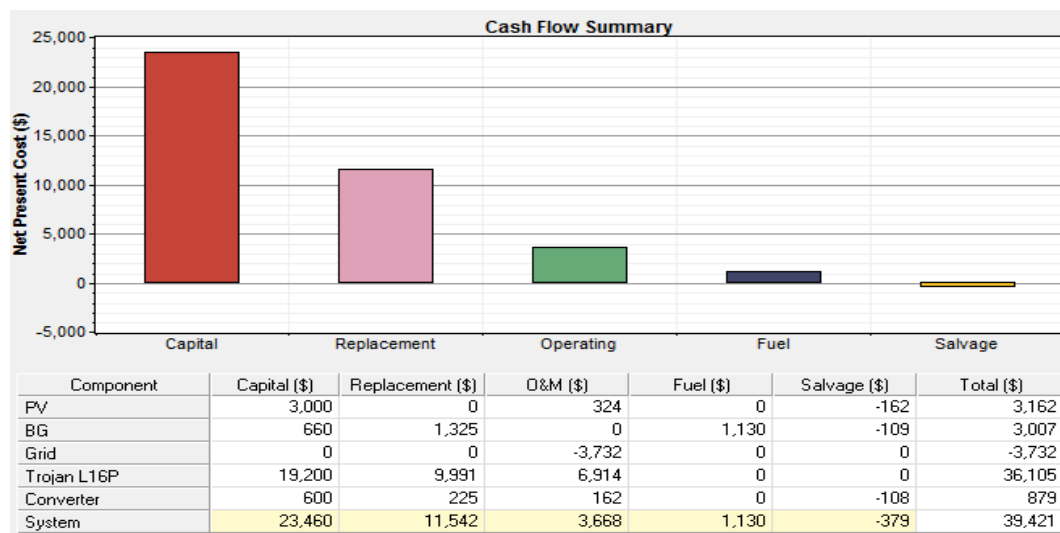 Cash Flow Summary
Net Present Cost ($)
25,000
20,000
15,000
10,000
5,000
0
-5,000
Capital Replacement Operating Fuel Salvage
Component Capital ($) Replacement ($) O&M ($) Fuel ($) Salvage ($) Total ($)
PV 3,000 0 324 0 -162 3,162
BG 660 1,325 0 1,130 -109 3,007
Grid 0 0 -3,732 0 0 -3,732
Trojan L16P 19,200 9,991 6,914 0 0 36,105
Converter 600 225 162 0 -108 879
System 23,460 11,542 3,668 1,130 -379 39,421